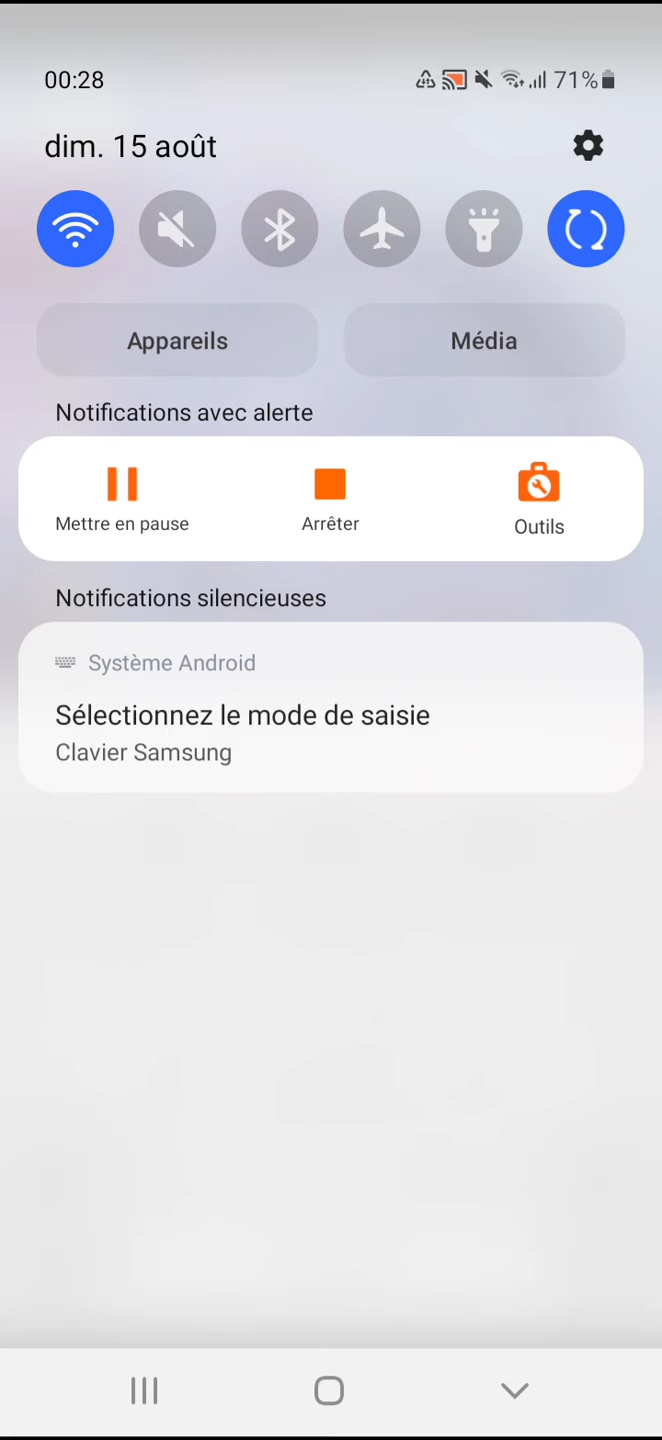 00:28
71%
dim. 15 août
Appareils
Média
Notifications avec alerte
Mettre en pause
Arrêter
Outils
Notifications silencieuses
Système Android
Sélectionnez le mode de saisie
Clavier Samsung